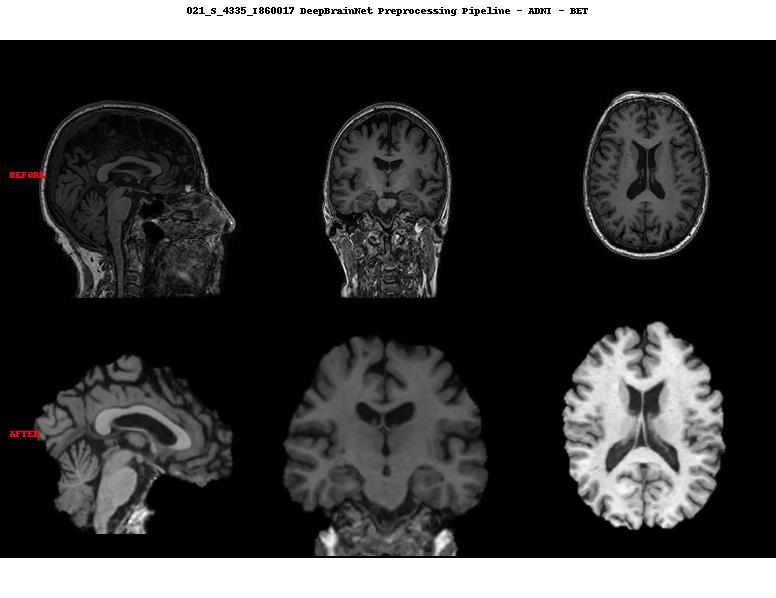 021_S_4335_I860017 DeepBrainNet Preprocessing Pipeline - ADNI - BET
BEFORE
AFTER